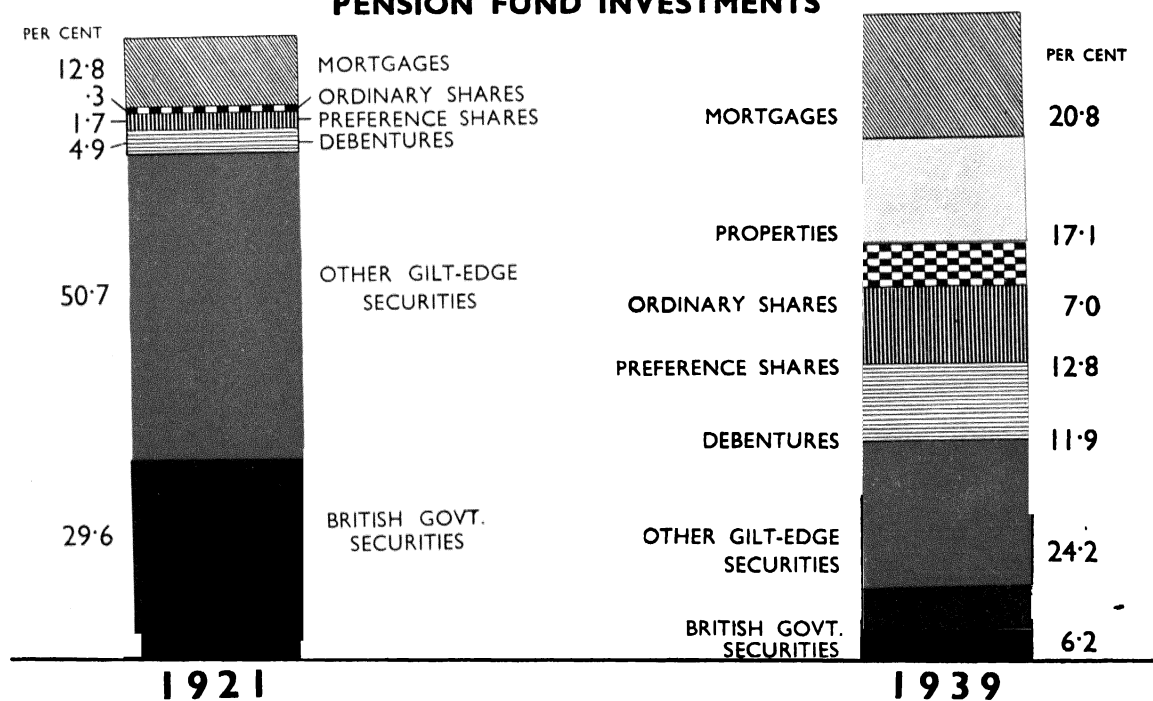 PENSION FUND INVESTMENTS
PER CENT
12·8 MORTGAGES
·3 ORDINARY SHARES
1·7 PREFERENCE SHARES
4·9 DEBENTURES
50·7 OTHER GILT-EDGE
SECURITIES
29·6 BRITISH GOVT.
SECURITIES
1921
PER CENT
MORTGAGES 20·8
PROPERTIES 17·1
ORDINARY SHARES 7·0
PREFERENCE SHARES 12·8
DEBENTURES 11·9
OTHER GILT-EDGE
SECURITIES 24·2
BRITISH GOVT.
SECURITIES 6·2
1939